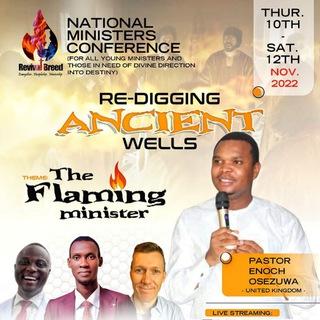 NATIONAL
MINISTERS
CONFERENCE
(FOR ALL YOUNG MINISTERS AND
THOSE IN NEED OF DIVINE DIRECTION
INTO DESTINY)
THUR.
10TH
-
SAT.
12TH
NOV.
2022
Revival Breed
RE-DIGGING
ANCIENT
WELLS
THEME:
The
Flaming
minister
PASTOR
ENOCH
OSEZUWA
- UNITED KINGDOM -
LIVE STREAMING: